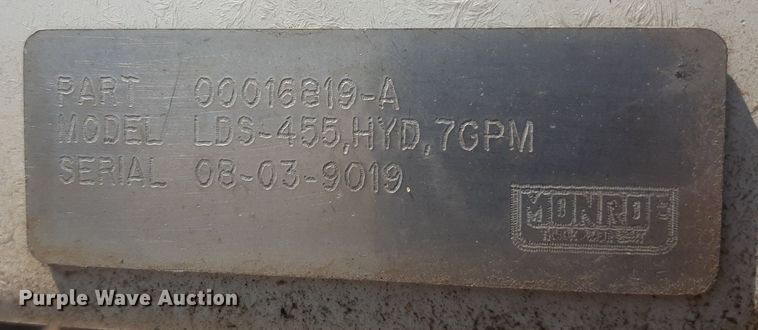 PART 00016819-A
MODEL LDS-455,HYD,7GPM
SERIAL 08-03-9019
MONROE
Purple Wave Auction